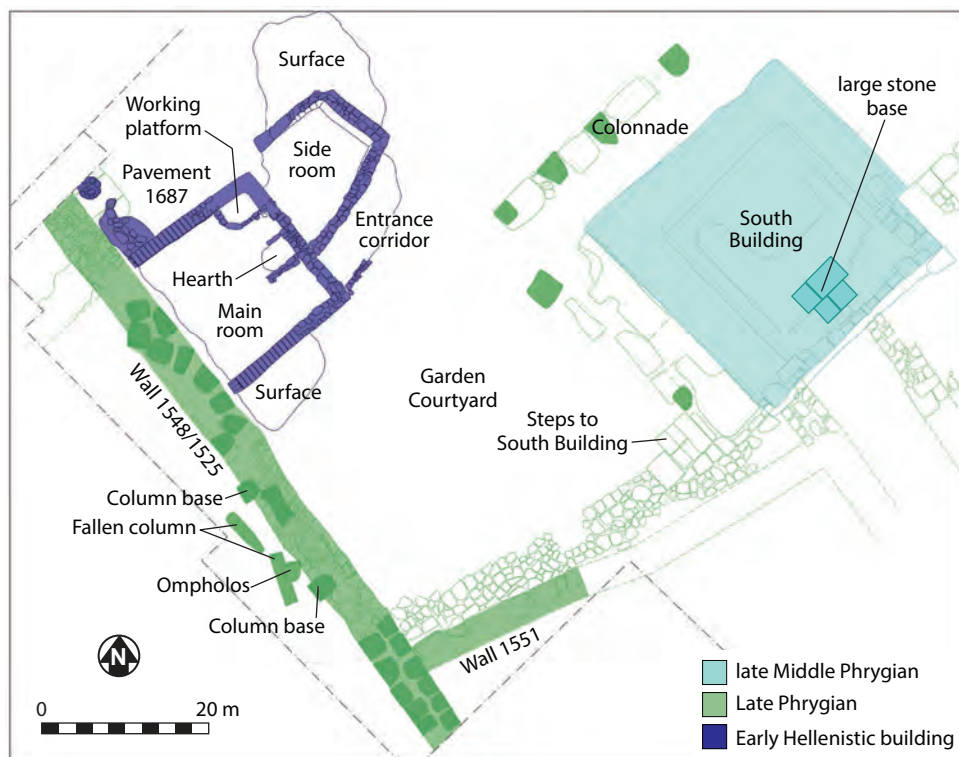 Surface
Working
platform
Pavement
1687
Side
room
Entrance
corridor
Hearth
Main
room
Surface
Colonnade
large stone
base
South
Building
Garden
Courtyard
Steps to
South Building
Wall 1548/1525
Column base
Fallen column
Ompholos
Column base
Wall 1551
N
0 20 m
late Middle Phrygian
Late Phrygian
Early Hellenistic building